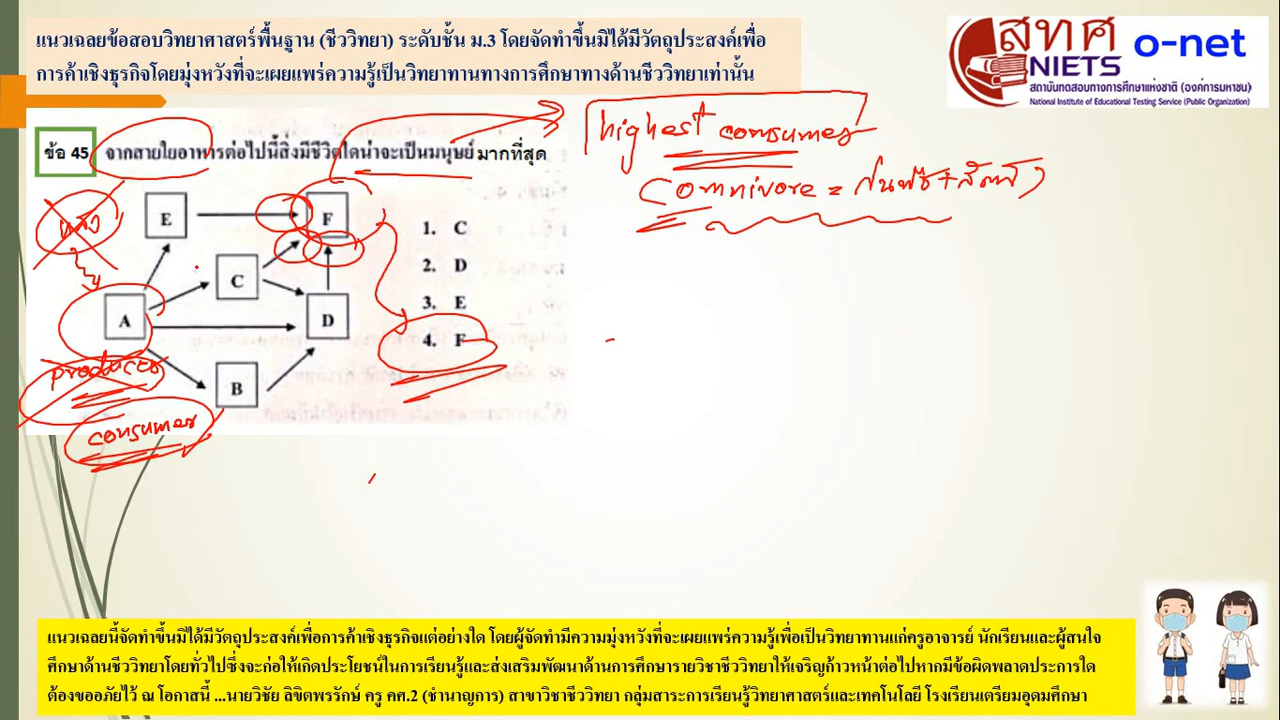 แนวเฉลยข้อสอบวิทยาศาสตร์พื้นฐาน (ชีววิทยา) ระดับชั้น ม.3 โดยจัดทำขึ้นมิได้มีวัตถุประสงค์เพื่อ
การค้าเชิงธุรกิจโดยมุ่งหวังที่จะเผยแพร่ความรู้เป็นวิทยาทานทางการศึกษาทางด้านชีววิทยาเท่านั้น
สทศ
NIETS
o-net
สถาบันทดสอบทางการศึกษาแห่งชาติ (องค์การมหาชน)
National Institute of Educational Testing Service (Public Organization)
highest consumer
ข้อ 45
จากสายใยอาหารต่อไปนี้สิ่งมีชีวิตใดน่าจะเป็นมนุษย์ มากที่สุด
omnivore =
E
F
1. C
C
2. D
3. E
A
D
4. F
producer
B
consumer
แนวเฉลยนี้จัดทำขึ้นมิได้มีวัตถุประสงค์เพื่อการค้าเชิงธุรกิจแต่อย่างใด โดยผู้จัดทำมีความมุ่งหวังที่จะเผยแพร่ความรู้เพื่อเป็นวิทยาทานแก่ครูอาจารย์ นักเรียนและผู้สนใจ
ศึกษาด้านชีววิทยาโดยทั่วไปซึ่งจะก่อให้เกิดประโยชน์ในการเรียนรู้และส่งเสริมพัฒนาด้านการศึกษารายวิชาชีววิทยาให้เจริญก้าวหน้าต่อไปหากมีข้อผิดพลาดประการใด
ต้องขออภัยไว้ ณ โอกาสนี้ ...นายวิชัย ลิขิตพรรักษ์ ครู คศ.2 (ชำนาญการ) สาขาวิชาชีววิทยา กลุ่มสาระการเรียนรู้วิทยาศาสตร์และเทคโนโลยี โรงเรียนเตรียมอุดมศึกษา